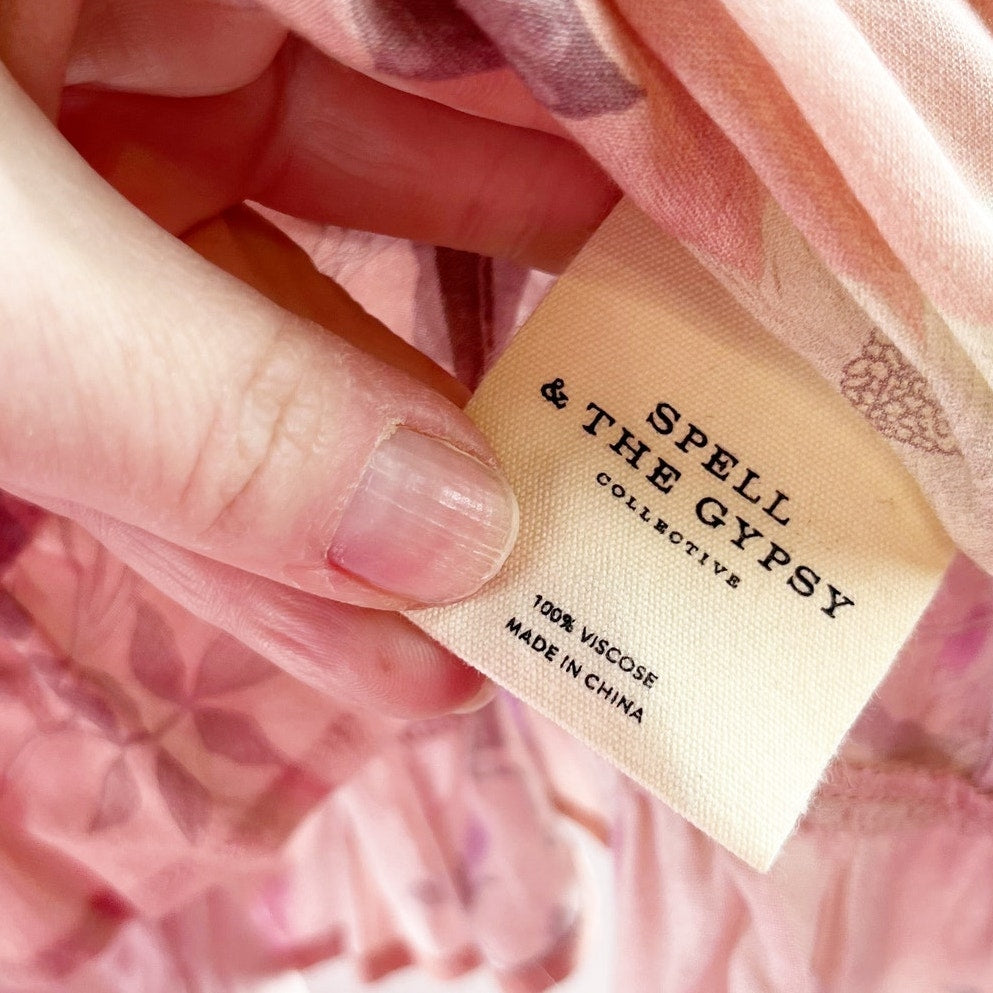 SPELL
& THE GYPSY
COLLECTIVE
100% VISCOSE
MADE IN CHINA